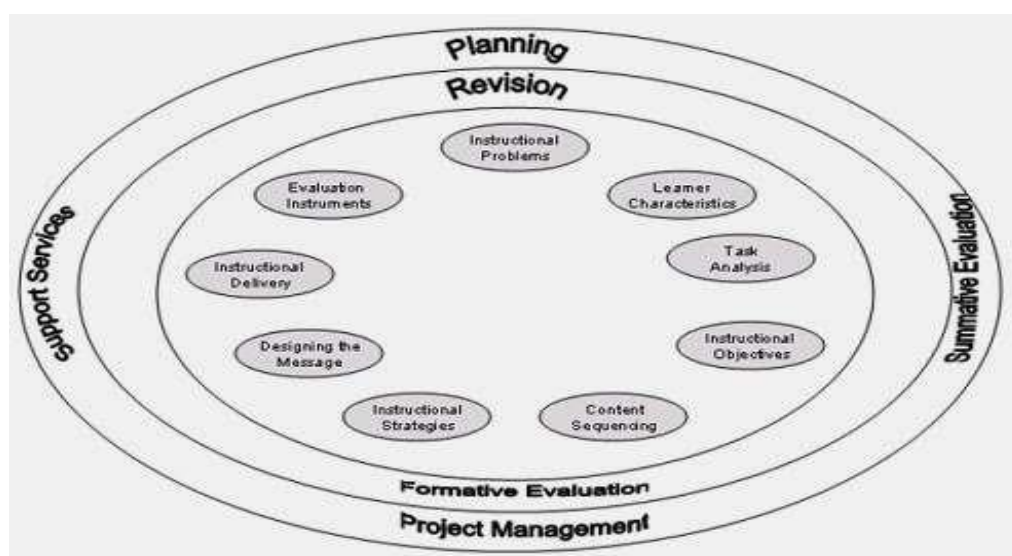 Planning
Revision
Instructional
Problems
Evaluation
Instruments
Learner
Characteristics
Support Services
Summative Evaluation
Task
Analysis
Instructional
Delivery
Instructional
Objectives
Designing the
Message
Instructional
Strategies
Content
Sequencing
Formative Evaluation
Project Management